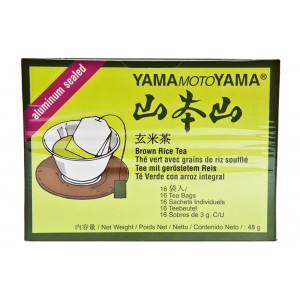 aluminum sealed
YAMAMOTOYAMA®
山本山
玄米茶
Brown Rice Tea
Thé vert avec grains de riz soufflé
Tee mit geröstetem Reis
Té Verde con arroz integral
16 袋入/
16 Tea Bags
16 Sachets Individuels
16 Teebeutel
16 Sobres de 3 g. C/U
内容量/ Net Weight / Poids Net / Netto / Contenido Neto / : 48 g